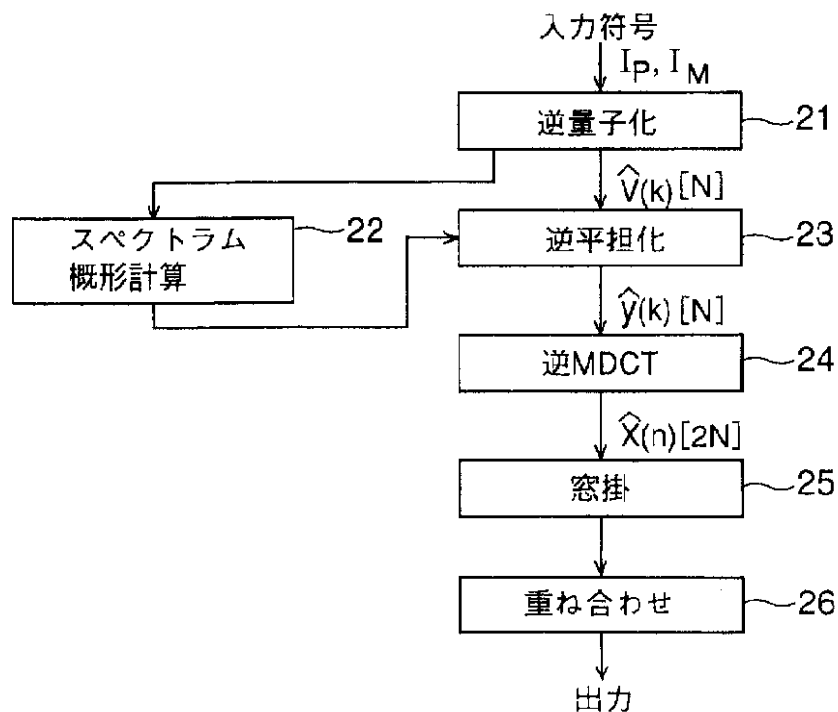 入力符号
IP, IM
逆量子化
21
V̂(k)[N]
スペクトラム
概形計算
22
逆平担化
23
ŷ(k)[N]
逆MDCT
24
X̂(n)[2N]
窓掛
25
重ね合わせ
26
出力